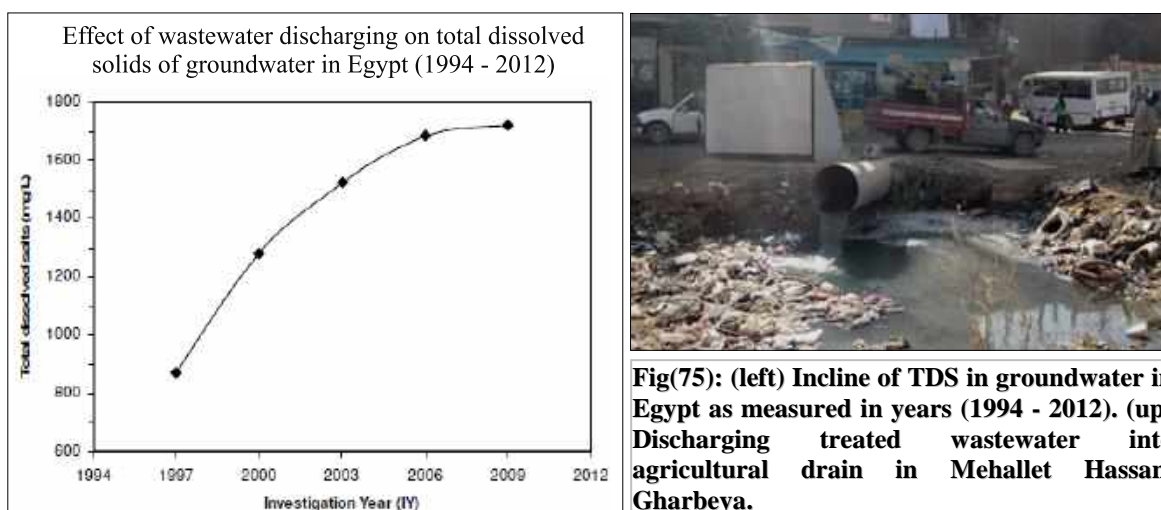 Effect of wastewater discharging on total dissolved
solids of groundwater in Egypt (1994 - 2012)
1800
1600
1400
1200
1000
800
600
1994 1997 2000 2003 2006 2009 2012
Total dissolved salts (mg/L)
Investigation Year (IY)
Fig(75): (left) Incline of TDS in groundwater i
Egypt as measured in years (1994 - 2012). (up
Discharging treated wastewater int
agricultural drain in Mehallet Hassan
Gharbeya.